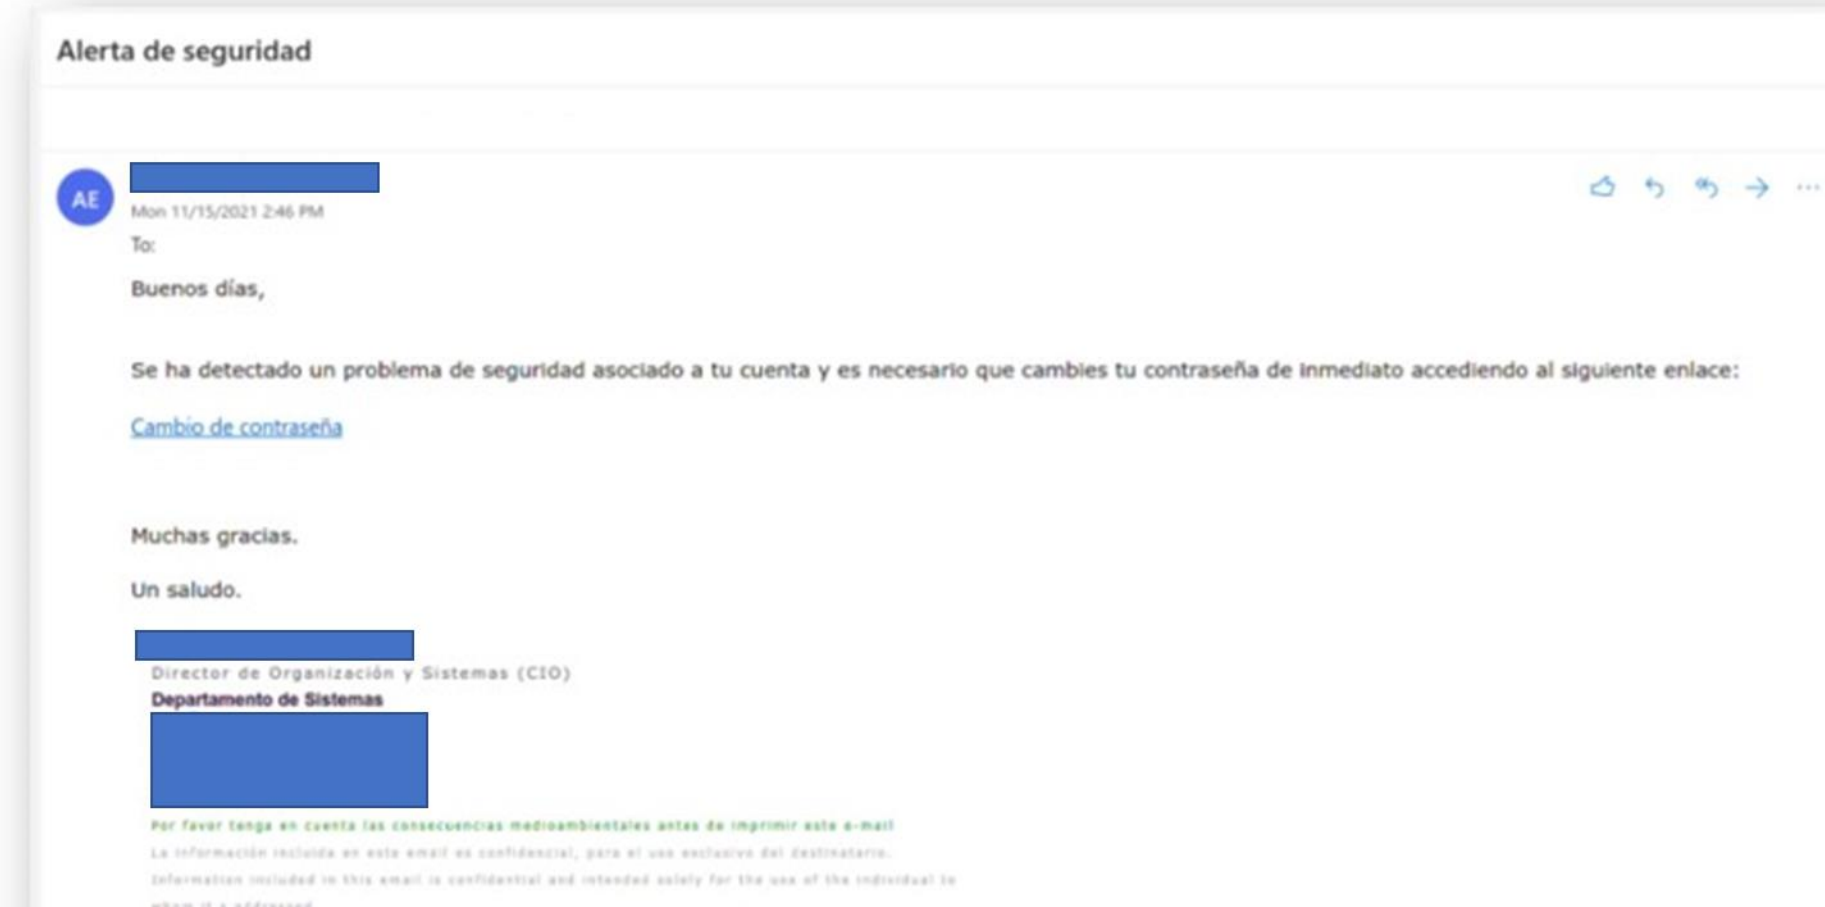 Alerta de seguridad
AE
Mon 11/15/2021 2:46 PM
To:
Buenos días,
Se ha detectado un problema de seguridad asociado a tu cuenta y es necesario que cambies tu contraseña de inmediato accediendo al siguiente enlace:
Cambio de contraseña
Muchas gracias.
Un saludo.
Director de Organización y Sistemas (CIO)
Departamento de Sistemas
Por favor tenga en cuenta las consecuencias medioambientales antes de imprimir este e-mail
La información incluida en este email es confidencial, para el uso exclusivo del destinatario.
Information included in this email is confidential and intended solely for the use of the individual to
whom it addressed